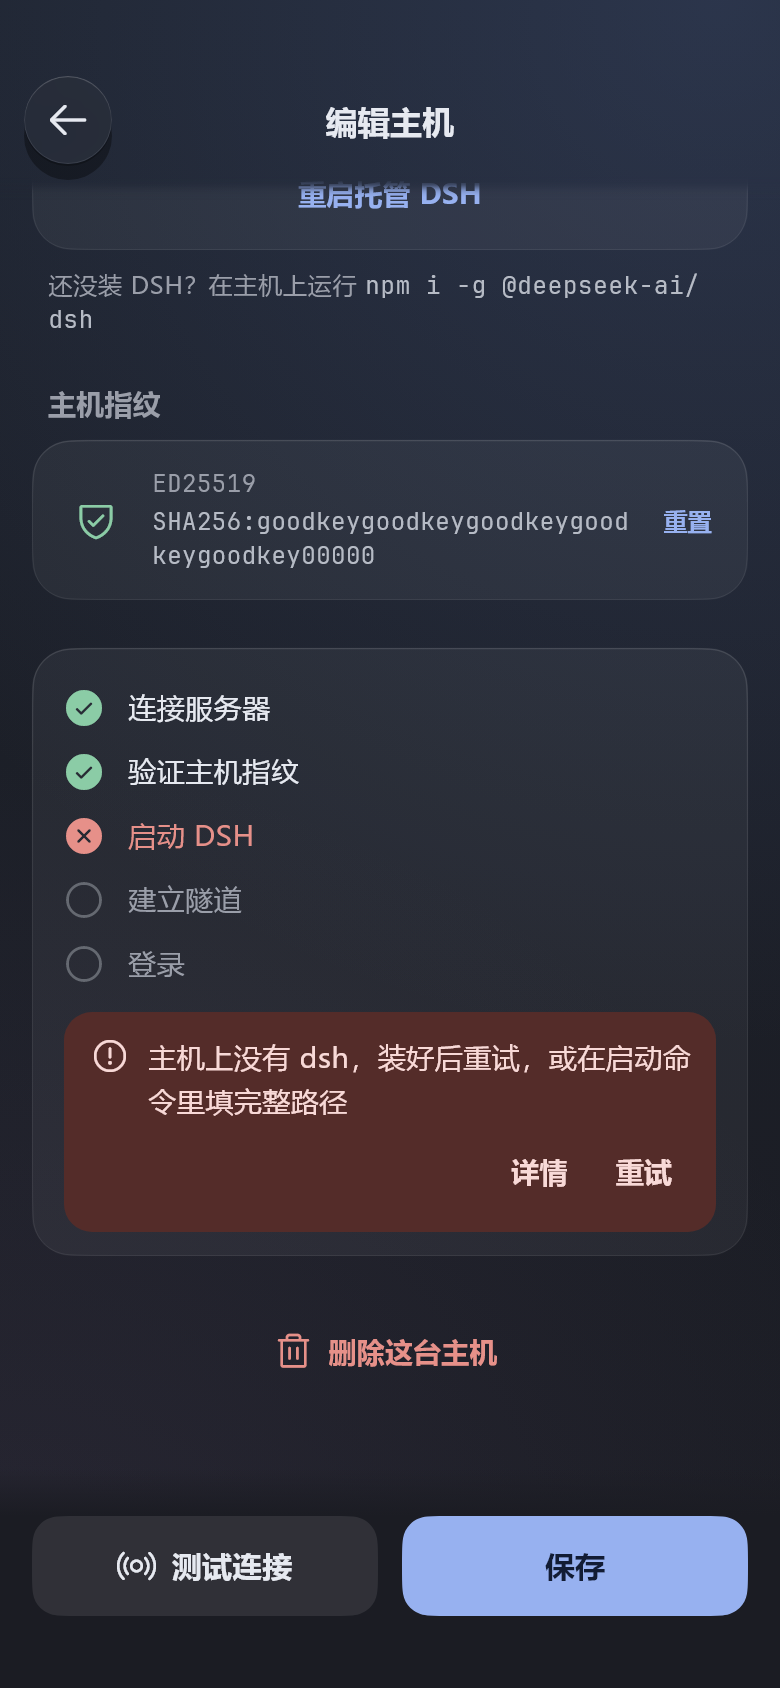 编辑主机
重启托管 DSH
还没装 DSH？在主机上运行 npm i -g @deepseek-ai/
dsh
主机指纹
ED25519
SHA256:goodkeygoodkeygoodkeygood
keygoodkey00000
重置
连接服务器
验证主机指纹
启动 DSH
建立隧道
登录
主机上没有 dsh，装好后重试，或在启动命
令里填完整路径
详情 重试
删除这台主机
测试连接
保存